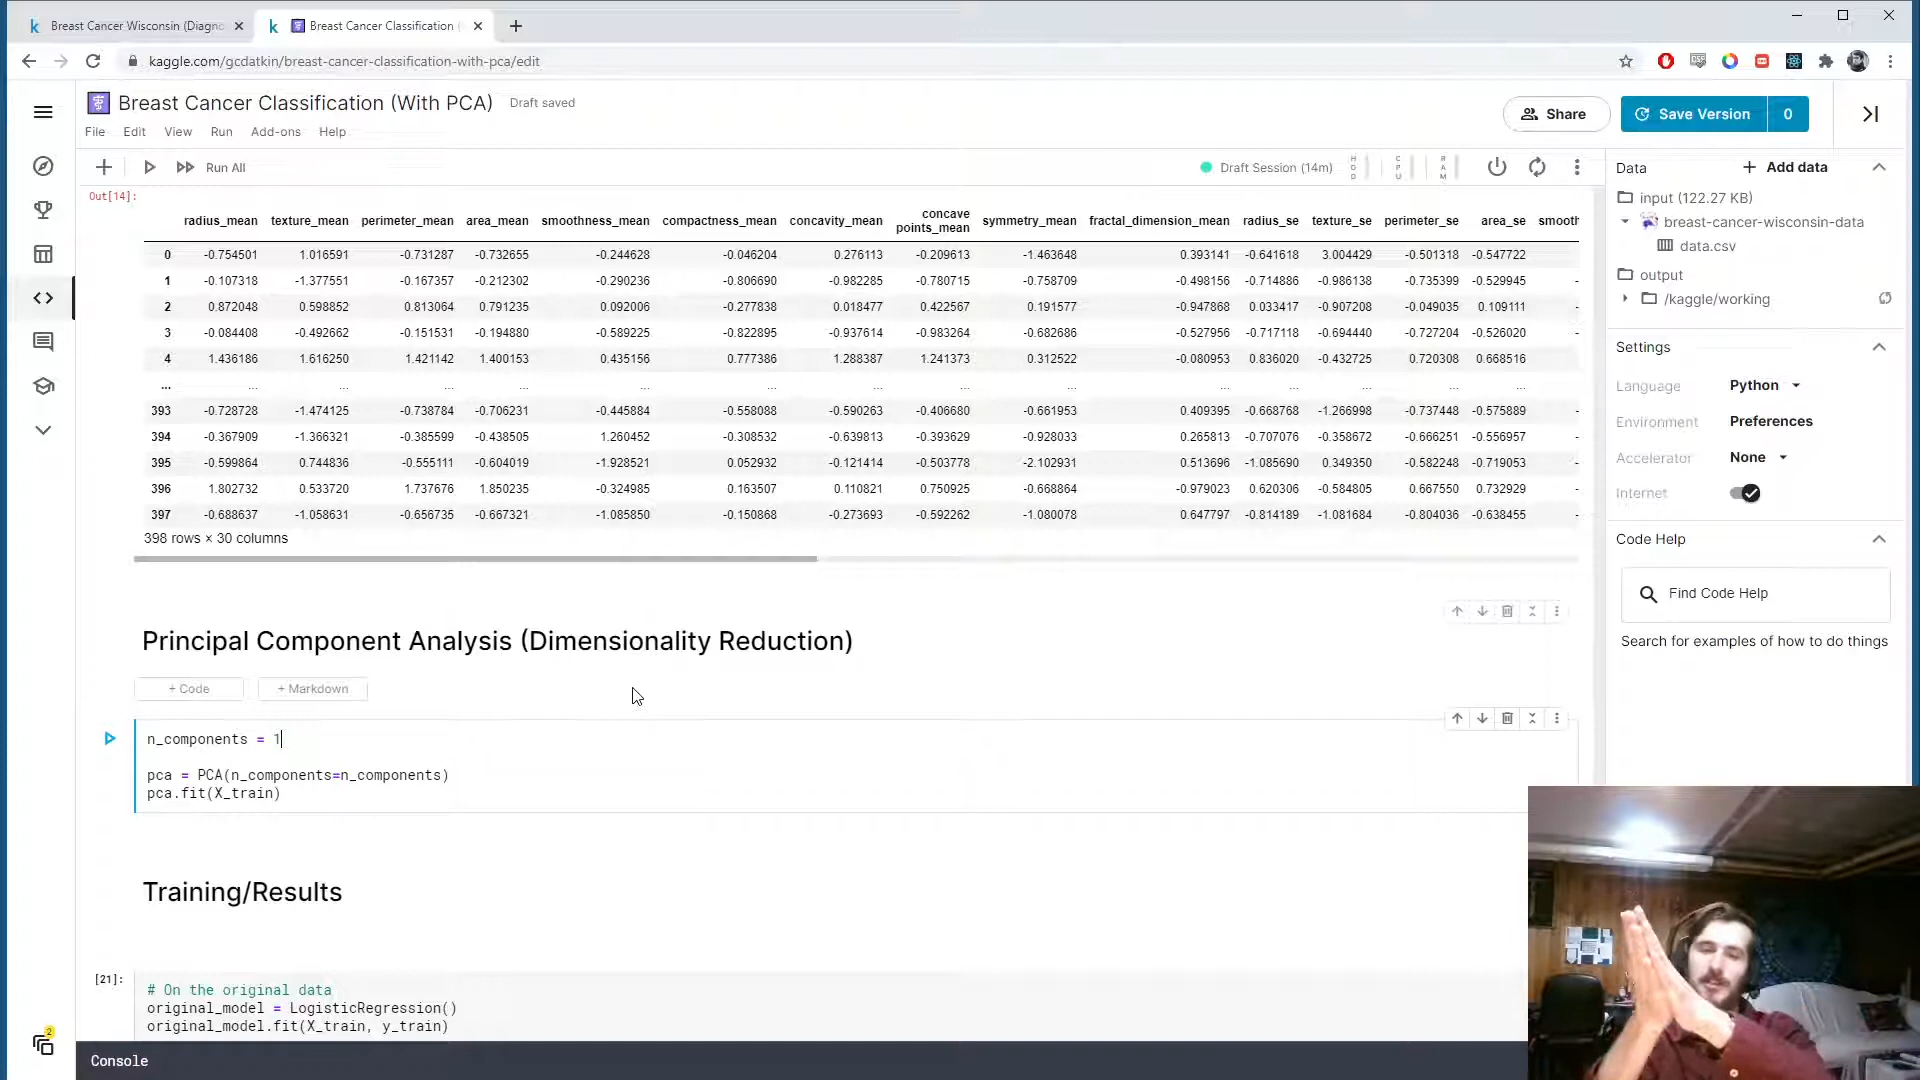 Breast Cancer Wisconsin (Diagno
Breast Cancer Classification (
kaggle.com/gcdatkin/breast-cancer-classification-with-pca/edit
Breast Cancer Classification (With PCA) Draft saved
File Edit View Run Add-ons Help
Share
Save Version 0
Run All
Draft Session (14m) HDD CPU RAM
Out[14]:
radius_mean texture_mean perimeter_mean area_mean smoothness_mean compactness_mean concavity_mean concave points_mean symmetry_mean fractal_dimension_mean radius_se texture_se perimeter_se area_se smooth
0 -0.754501 1.016591 -0.731287 -0.732655 -0.244628 -0.046204 0.276113 -0.209613 -1.463648 0.393141 -0.641618 3.004429 -0.501318 -0.547722
1 -0.107318 -1.377551 -0.167357 -0.212302 -0.290236 -0.806690 -0.982285 -0.780715 -0.758709 -0.498156 -0.714886 -0.986138 -0.735399 -0.529945 -
2 0.872048 0.598852 0.813064 0.791235 0.092006 -0.277838 0.018477 0.422567 0.191577 -0.947868 0.033417 -0.907208 -0.049035 0.109111 -
3 -0.084408 -0.492662 -0.151531 -0.194880 -0.589225 -0.822895 -0.937614 -0.983264 -0.682686 -0.527956 -0.717118 -0.694440 -0.727204 -0.526020 -
4 1.436186 1.616250 1.421142 1.400153 0.435156 0.777386 1.288387 1.241373 0.312522 -0.080953 0.836020 -0.432725 0.720308 0.668516 -
... ... ... ... ... ... ... ... ... ... ... ... ... ... ...
393 -0.728728 -1.474125 -0.738784 -0.706231 -0.445884 -0.558088 -0.590263 -0.406680 -0.661953 0.409395 -0.668768 -1.266998 -0.737448 -0.575889 -
394 -0.367909 -1.366321 -0.385599 -0.438505 1.260452 -0.308532 -0.639813 -0.393629 -0.928033 0.265813 -0.707076 -0.358672 -0.666251 -0.556957 -
395 -0.599864 0.744836 -0.555111 -0.604019 -1.928521 0.052932 -0.121414 -0.503778 -2.102931 0.513696 -1.085690 0.349350 -0.582248 -0.719053 -
396 1.802732 0.533720 1.737676 1.850235 -0.324985 0.163507 0.110821 0.750925 -0.668864 -0.979023 0.620306 -0.584805 0.667550 0.732929 -
397 -0.688637 -1.058631 -0.656735 -0.667321 -1.085850 -0.150868 -0.273693 -0.592262 -1.080078 0.647797 -0.814189 -1.081684 -0.804036 -0.638455 -
398 rows × 30 columns
Principal Component Analysis (Dimensionality Reduction)
+ Code + Markdown
n_components = 1
pca = PCA(n_components=n_components)
pca.fit(X_train)
Training/Results
[21]:
# On the original data
original_model = LogisticRegression()
original_model.fit(X_train, y_train)
2
Console
Data + Add data
input (122.27 KB)
breast-cancer-wisconsin-data
data.csv
output
/kaggle/working
Settings
Language Python
Environment Preferences
Accelerator None
Internet
Code Help
Find Code Help
Search for examples of how to do things